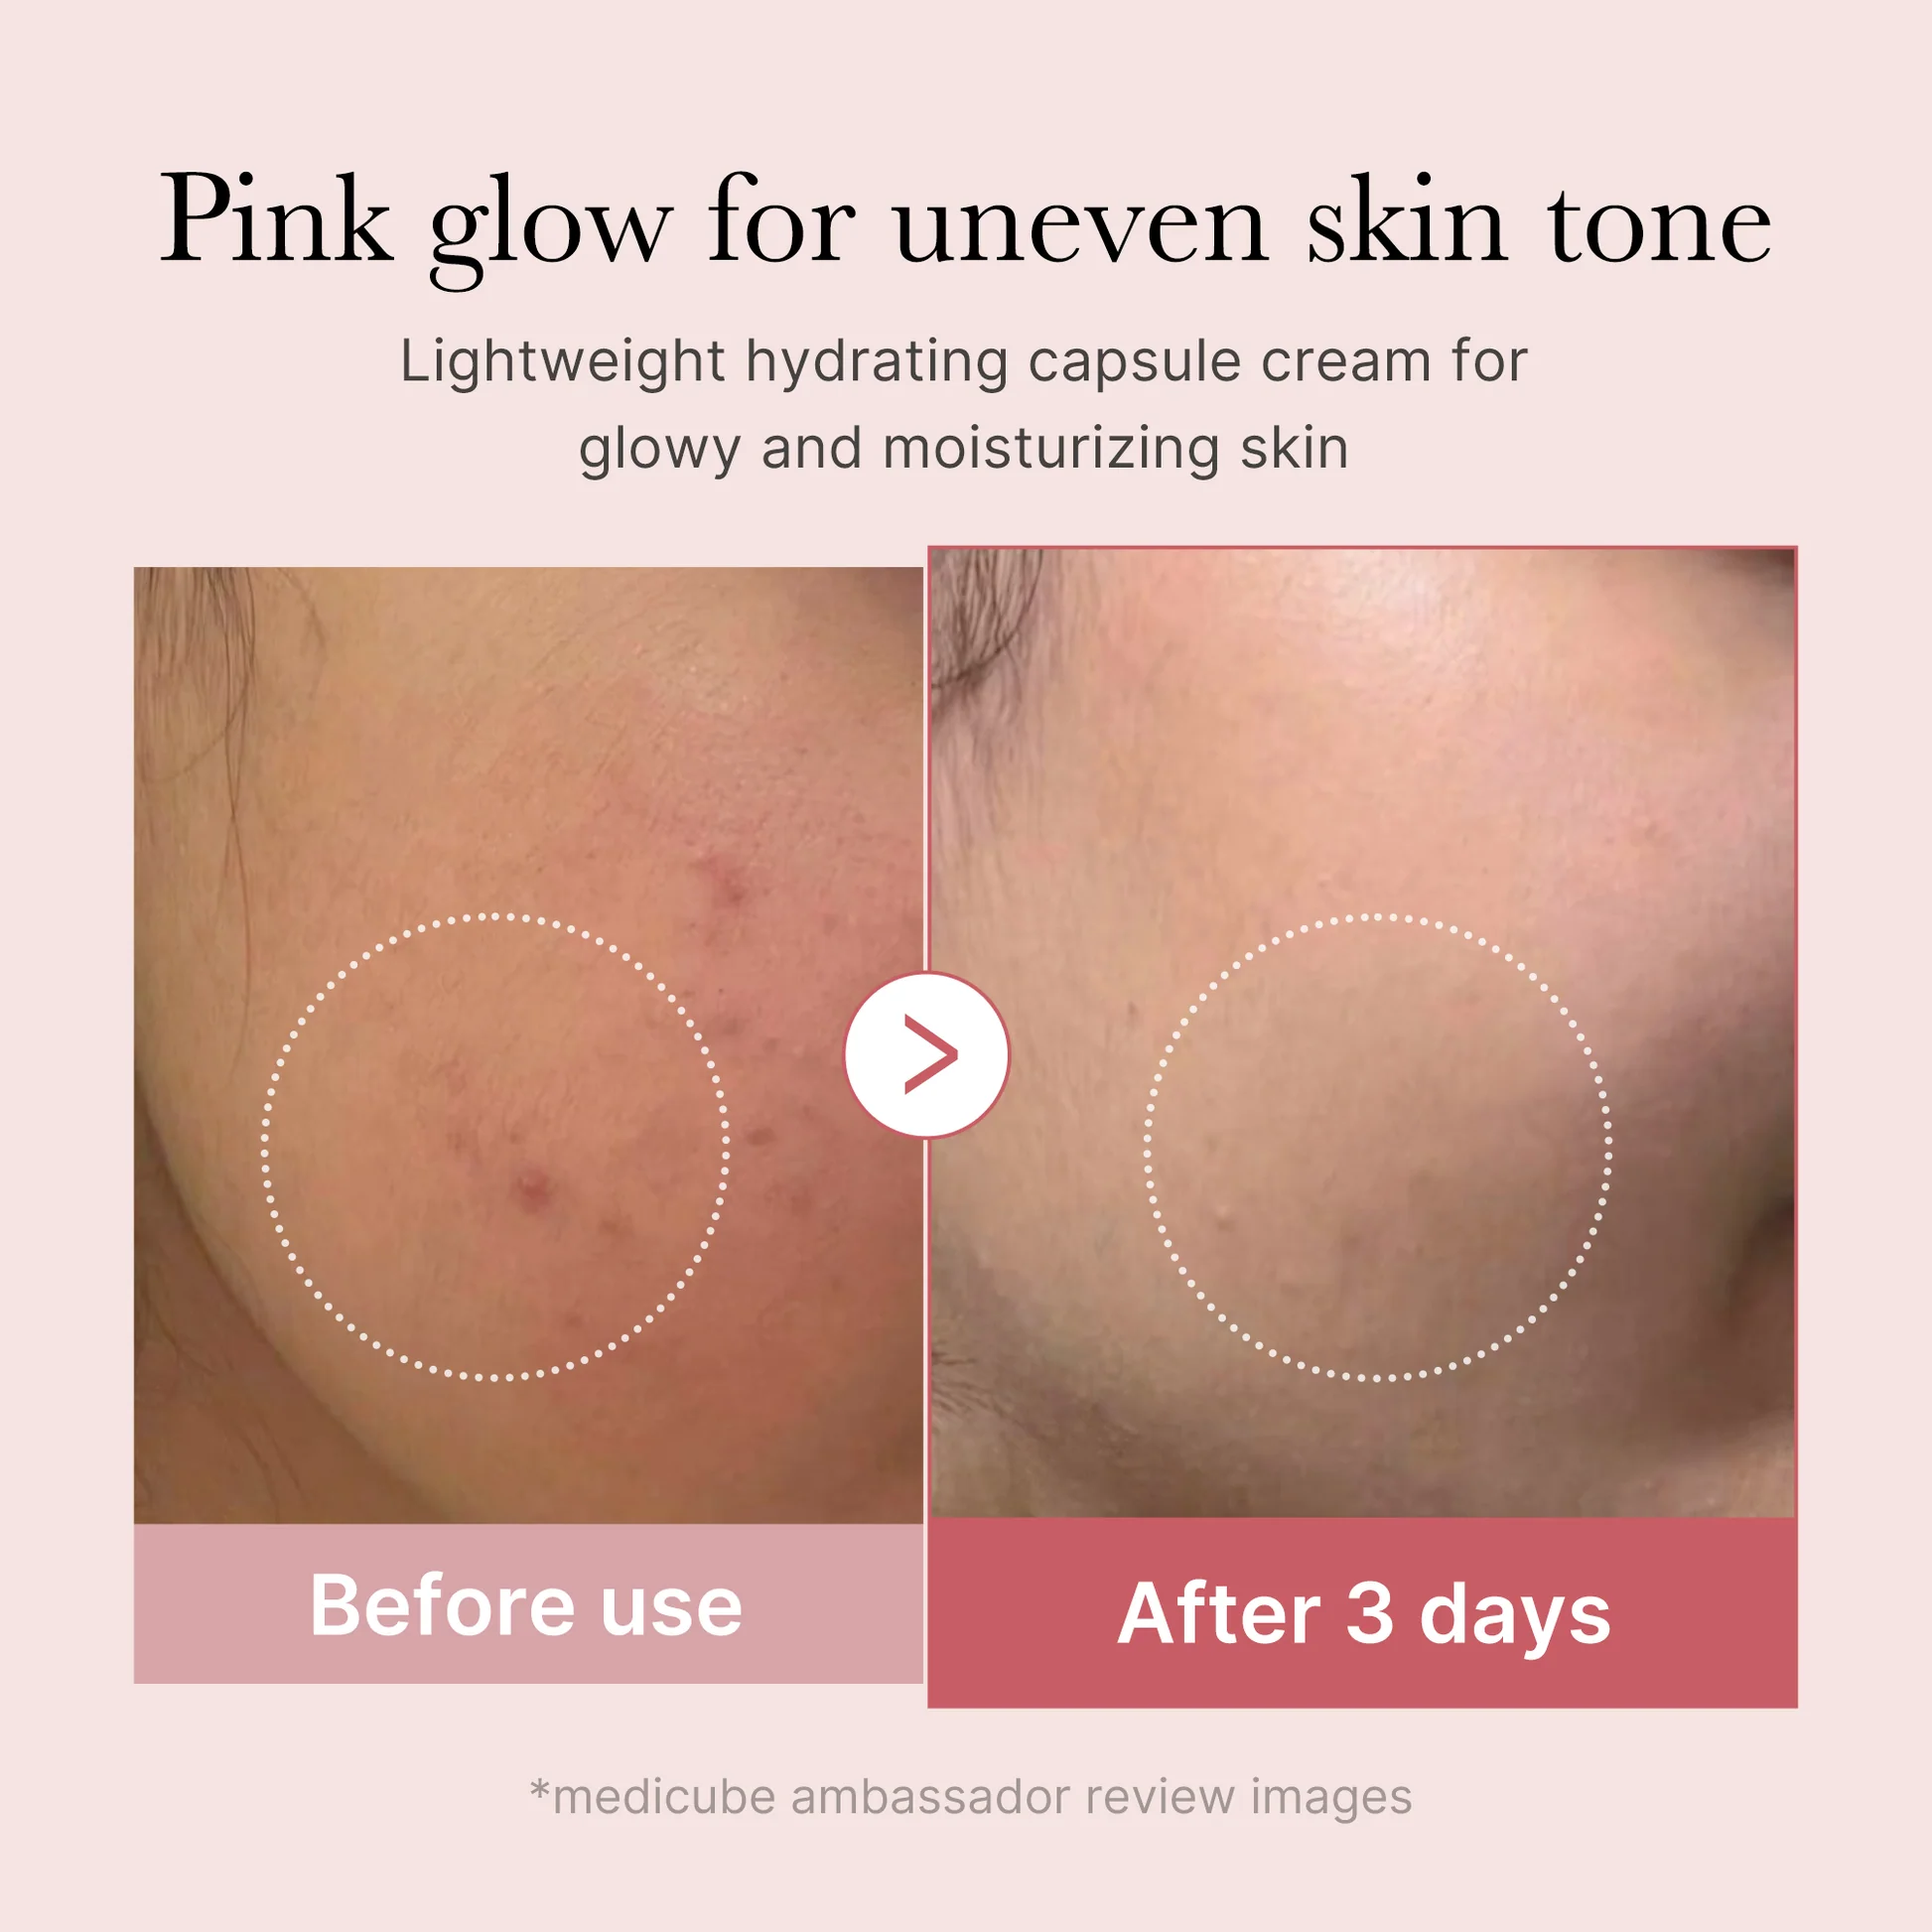 Pink glow for uneven skin tone
Lightweight hydrating capsule cream for
glowy and moisturizing skin
Before use
After 3 days
*medicube ambassador review images